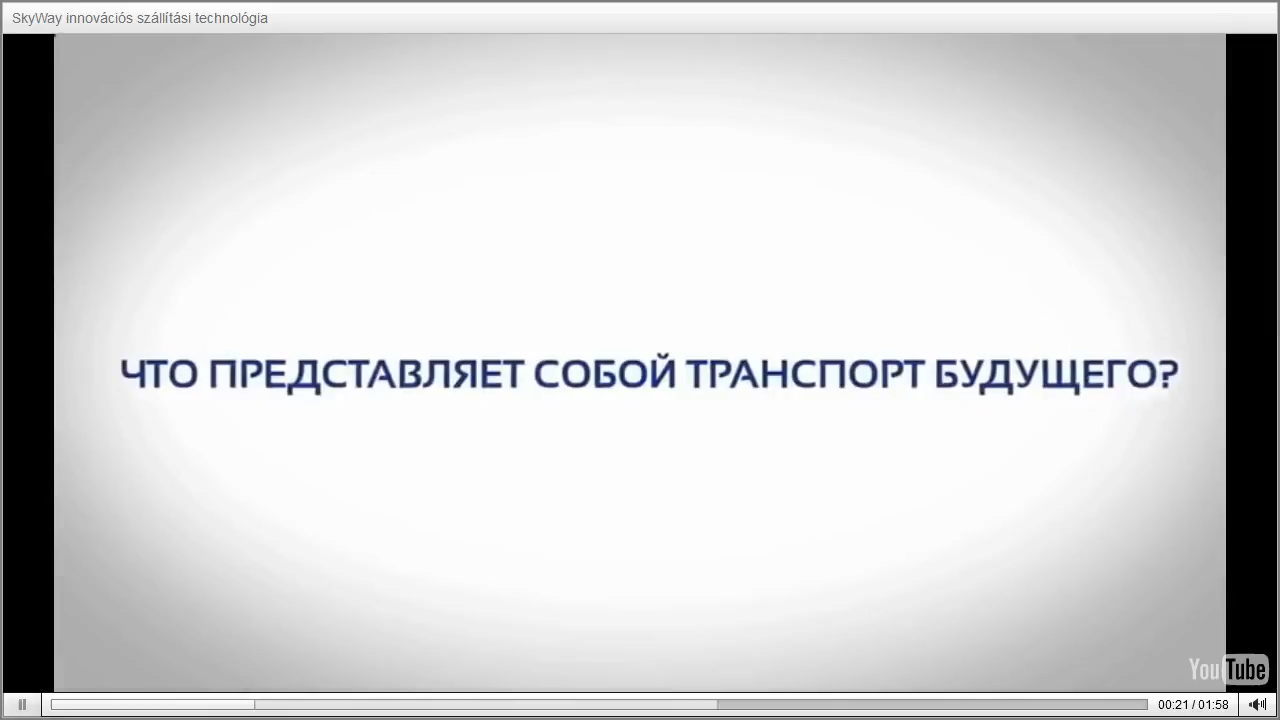 SkyWay innovációs szállítási technológia
ЧТО ПРЕДСТАВЛЯЕТ СОБОЙ ТРАНСПОРТ БУДУЩЕГО?
YouTube
00:21 / 01:58